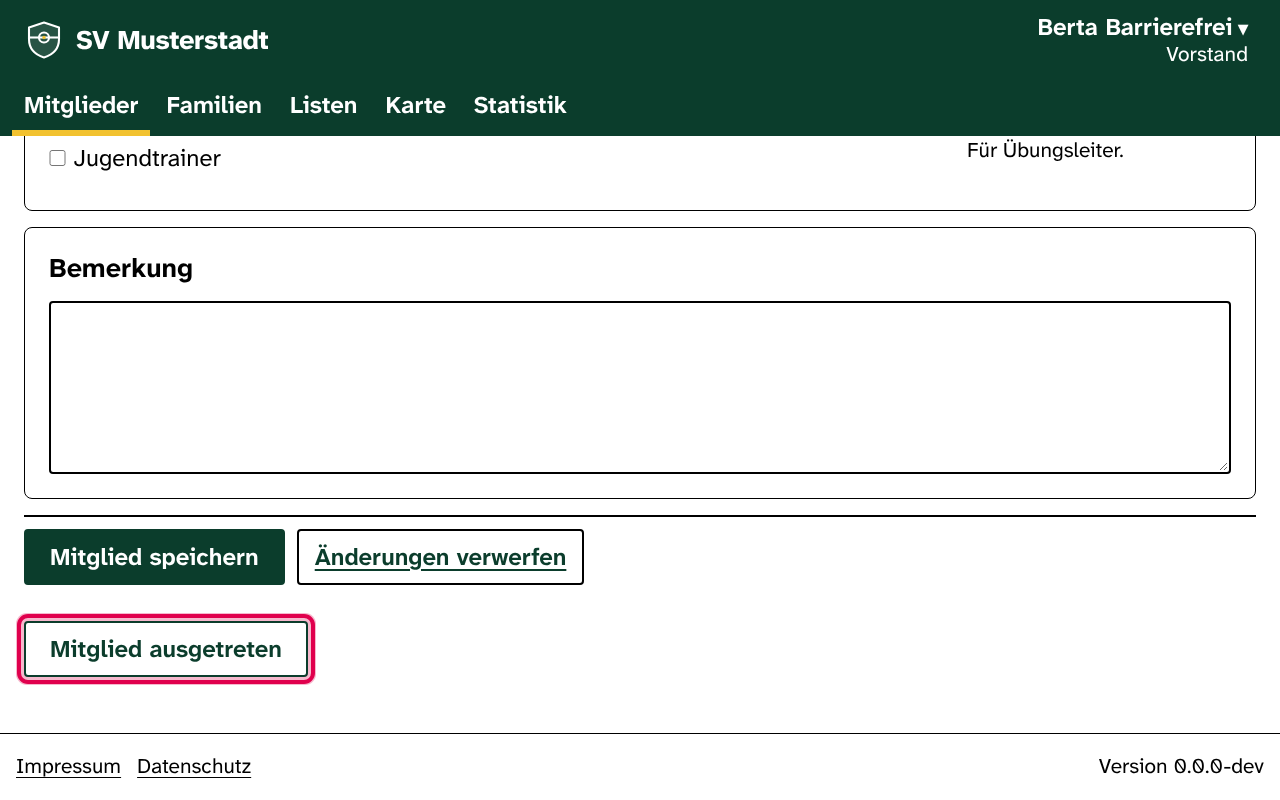 SV Musterstadt
Berta Barrierefrei ▾
Vorstand
Mitglieder Familien Listen Karte Statistik
Jugendtrainer
Für Übungsleiter.
Bemerkung
Mitglied speichern Änderungen verwerfen
Mitglied ausgetreten
Impressum Datenschutz Version 0.0.0-dev